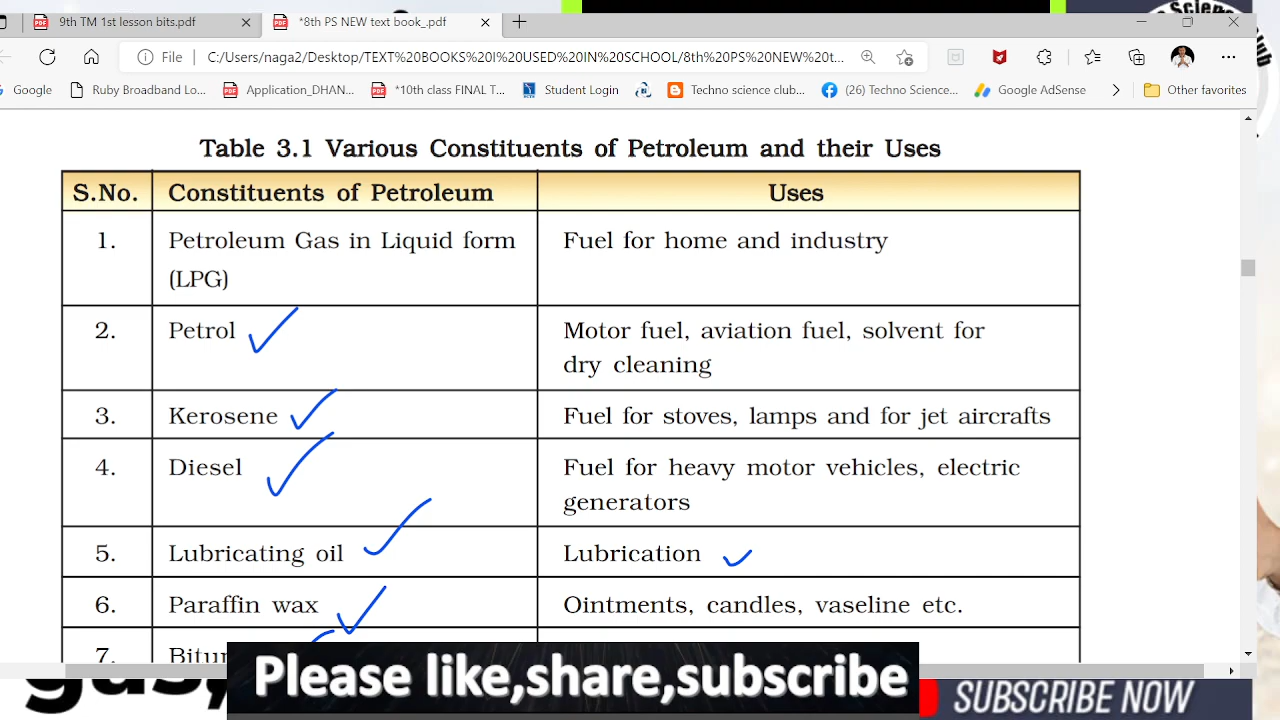 9th TM 1st lesson bits.pdf
*8th PS NEW text book_.pdf
File
C:/Users/naga2/Desktop/TEXT%20BOOKS%20I%20USED%20IN%20SCHOOL/8th%20PS%20NEW%20t...
Google Ruby Broadband Lo... Application_DHAN... *10th class FINAL T... Student Login Techno science club... (26) Techno Science... Google AdSense Other favorites
Table 3.1 Various Constituents of Petroleum and their Uses
S.No. Constituents of Petroleum Uses
1. Petroleum Gas in Liquid form Fuel for home and industry
(LPG)
2. Petrol Motor fuel, aviation fuel, solvent for
dry cleaning
3. Kerosene Fuel for stoves, lamps and for jet aircrafts
4. Diesel Fuel for heavy motor vehicles, electric
generators
5. Lubricating oil Lubrication
6. Paraffin wax Ointments, candles, vaseline etc.
7. Bitu
Please like,share,subscribe
SUBSCRIBE NOW